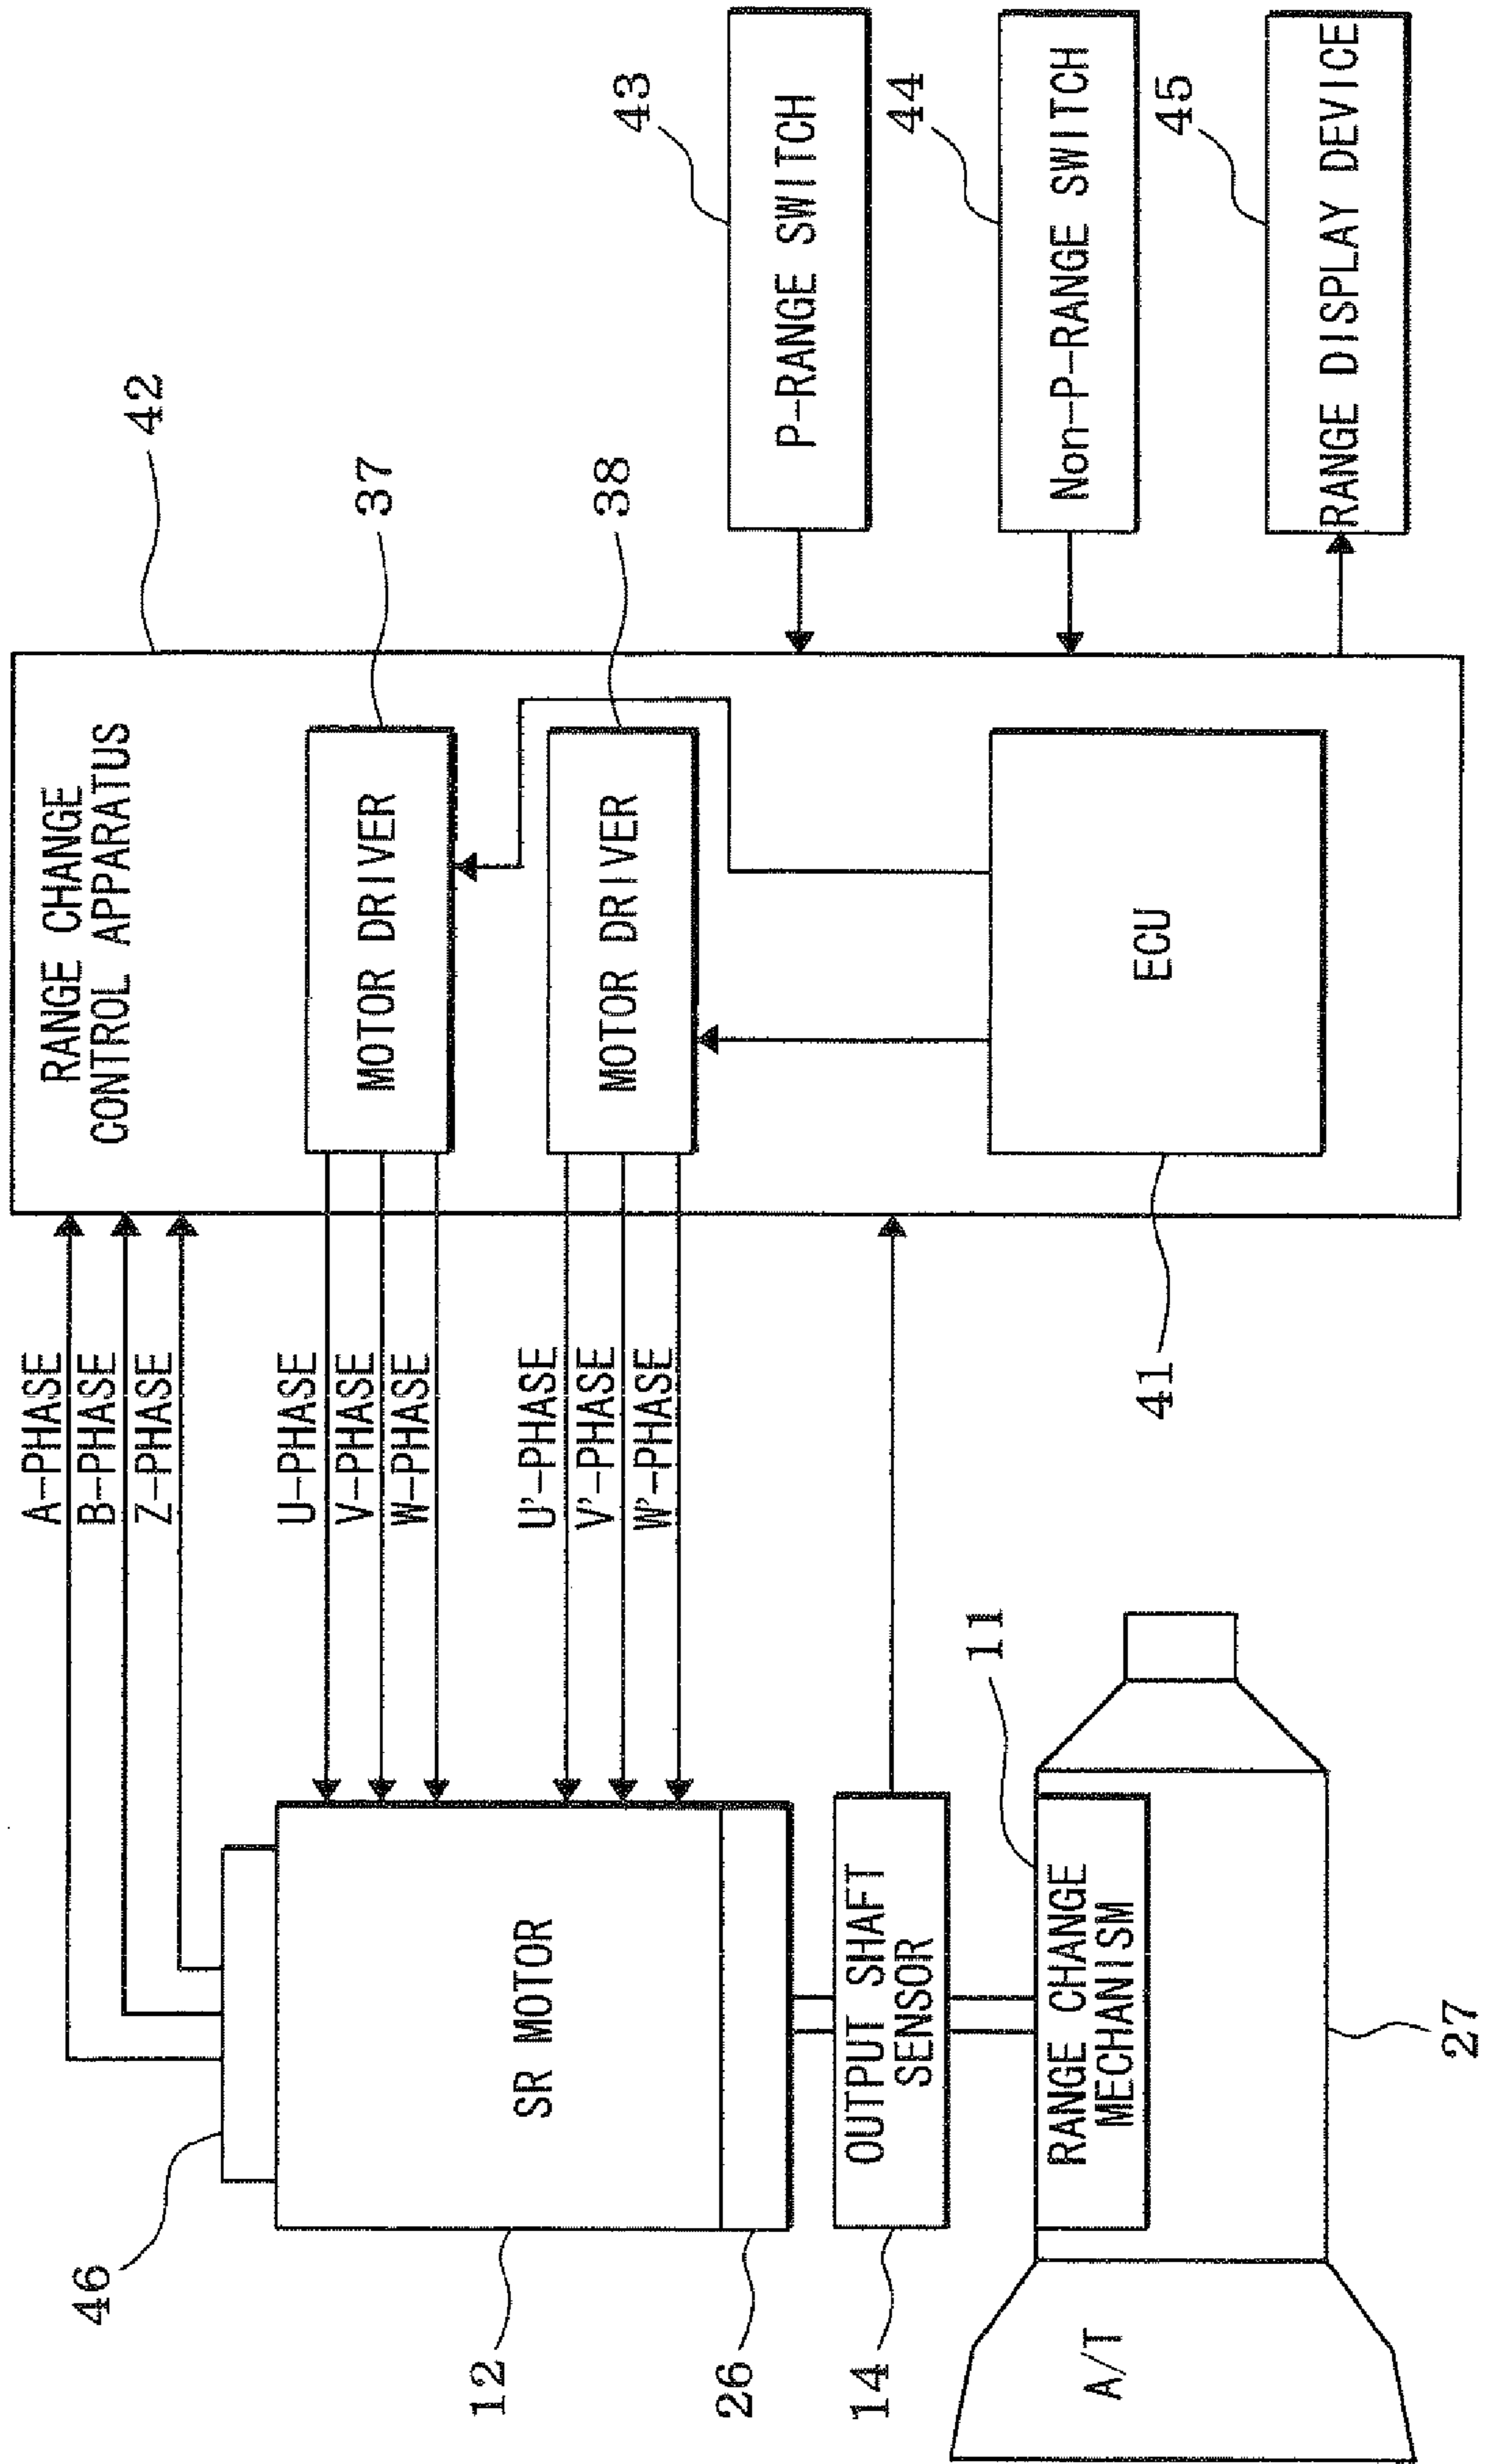 46
12
26
14
SR MOTOR
OUTPUT SHAFT
SENSOR
RANGE CHANGE
MECHANISM
11
A/T
27
A-PHASE
B-PHASE
Z-PHASE
U-PHASE
V-PHASE
W-PHASE
U'-PHASE
V'-PHASE
W'-PHASE
RANGE CHANGE
CONTROL APPARATUS
42
MOTOR DRIVER
37
MOTOR DRIVER
38
ECU
41
P-RANGE SWITCH
43
Non-P-RANGE SWITCH
44
RANGE DISPLAY DEVICE
45